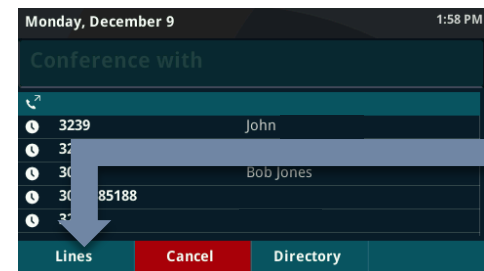 Monday, December 9 1:58 PM
Conference with
3239 John
Bob Jones
85188
Lines Cancel Directory